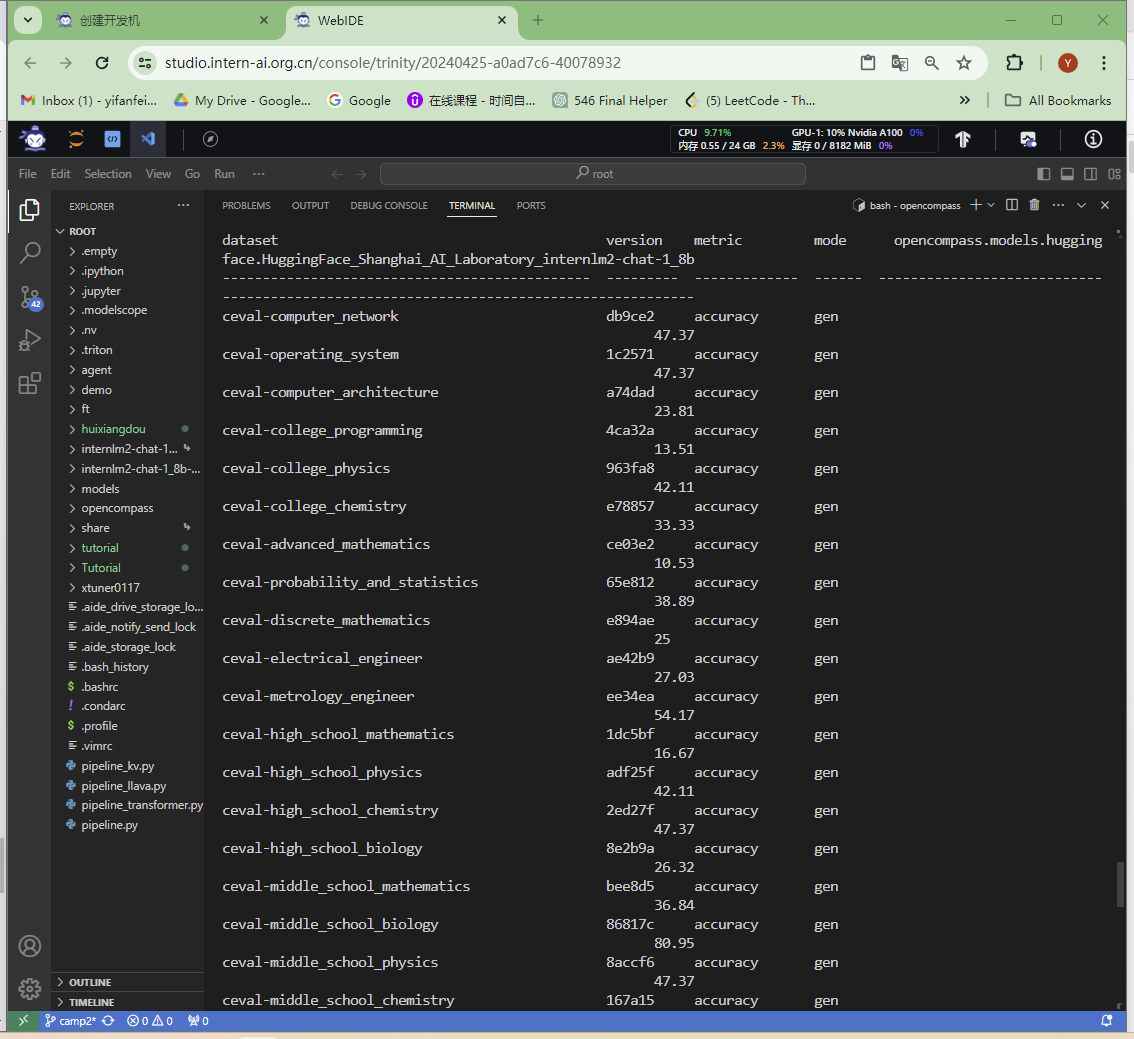 创建开发机
WebIDE
studio.intern-ai.org.cn/console/trinity/20240425-a0ad7c6-40078932
Inbox (1) - yifanfei...
My Drive - Google...
Google
在线课程 - 时间自...
546 Final Helper
(5) LeetCode - Th...
All Bookmarks
Y
CPU 9.71% GPU-1: 10% Nvidia A100 0%
内存 0.55 / 24 GB 2.3% 显存 0 / 8182 MiB 0%
File Edit Selection View Go Run ···
root
EXPLORER ···
ROOT
.empty
.ipython
.jupyter
.modelscope
.nv
.triton
agent
demo
ft
huixiangdou
internlm2-chat-1...
internlm2-chat-1_8b-...
models
opencompass
share
tutorial
Tutorial
xtuner0117
.aide_drive_storage_lo...
.aide_notify_send_lock
.aide_storage_lock
.bash_history
.bashrc
.condarc
.profile
.vimrc
pipeline_kv.py
pipeline_llava.py
pipeline_transformer.py
pipeline.py
OUTLINE
TIMELINE
42
PROBLEMS OUTPUT DEBUG CONSOLE TERMINAL PORTS
bash - opencompass
dataset version metric mode opencompass.models.hugging
face.HuggingFace_Shanghai_AI_Laboratory_internlm2-chat-1_8b
ceval-computer_network db9ce2 accuracy gen
47.37
ceval-operating_system 1c2571 accuracy gen
47.37
ceval-computer_architecture a74dad accuracy gen
23.81
ceval-college_programming 4ca32a accuracy gen
13.51
ceval-college_physics 963fa8 accuracy gen
42.11
ceval-college_chemistry e78857 accuracy gen
33.33
ceval-advanced_mathematics ce03e2 accuracy gen
10.53
ceval-probability_and_statistics 65e812 accuracy gen
38.89
ceval-discrete_mathematics e894ae accuracy gen
25
ceval-electrical_engineer ae42b9 accuracy gen
27.03
ceval-metrology_engineer ee34ea accuracy gen
54.17
ceval-high_school_mathematics 1dc5bf accuracy gen
16.67
ceval-high_school_physics adf25f accuracy gen
42.11
ceval-high_school_chemistry 2ed27f accuracy gen
47.37
ceval-high_school_biology 8e2b9a accuracy gen
26.32
ceval-middle_school_mathematics bee8d5 accuracy gen
36.84
ceval-middle_school_biology 86817c accuracy gen
80.95
ceval-middle_school_physics 8accf6 accuracy gen
47.37
ceval-middle_school_chemistry 167a15 accuracy gen
camp2* 0 0 0